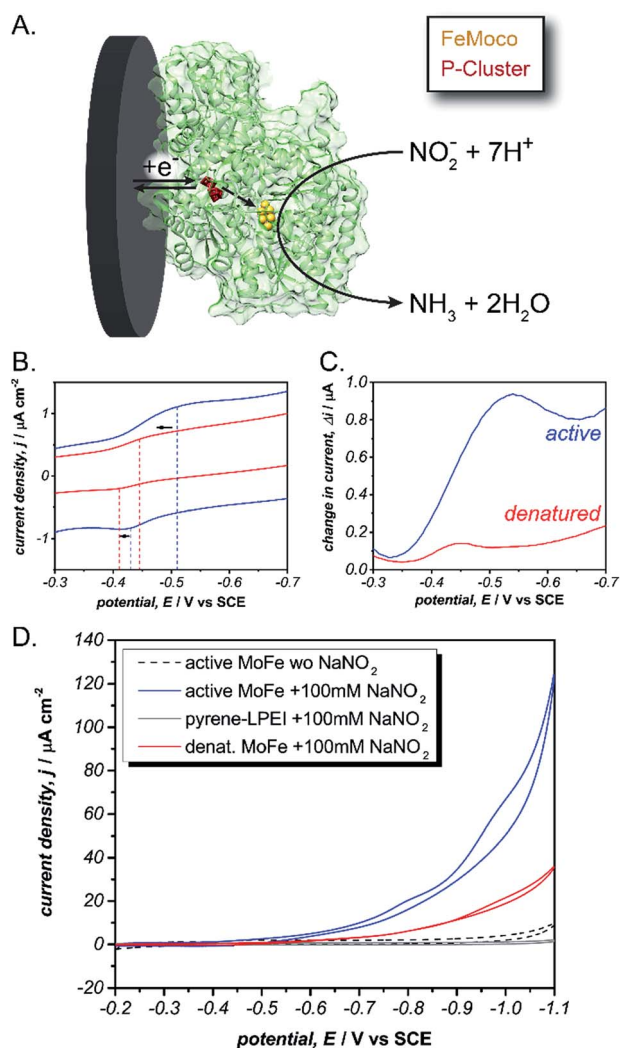 A.
FeMoco
P-Cluster
+e⁻
NO₂⁻ + 7H⁺
NH₃ + 2H₂O
B.
current density, j / μA cm⁻²
1
0
-1
-0.3 -0.4 -0.5 -0.6 -0.7
potential, E / V vs SCE
C.
change in current, Δi / μA
1.0
0.8
0.6
0.4
0.2
0.0
active
denatured
-0.3 -0.4 -0.5 -0.6 -0.7
potential, E / V vs SCE
D.
current density, j / μA cm⁻²
140
120
100
80
60
40
20
0
-20
active MoFe wo NaNO₂
active MoFe +100mM NaNO₂
pyrene-LPEI +100mM NaNO₂
denat. MoFe +100mM NaNO₂
-0.2 -0.3 -0.4 -0.5 -0.6 -0.7 -0.8 -0.9 -1.0 -1.1
potential, E / V vs SCE